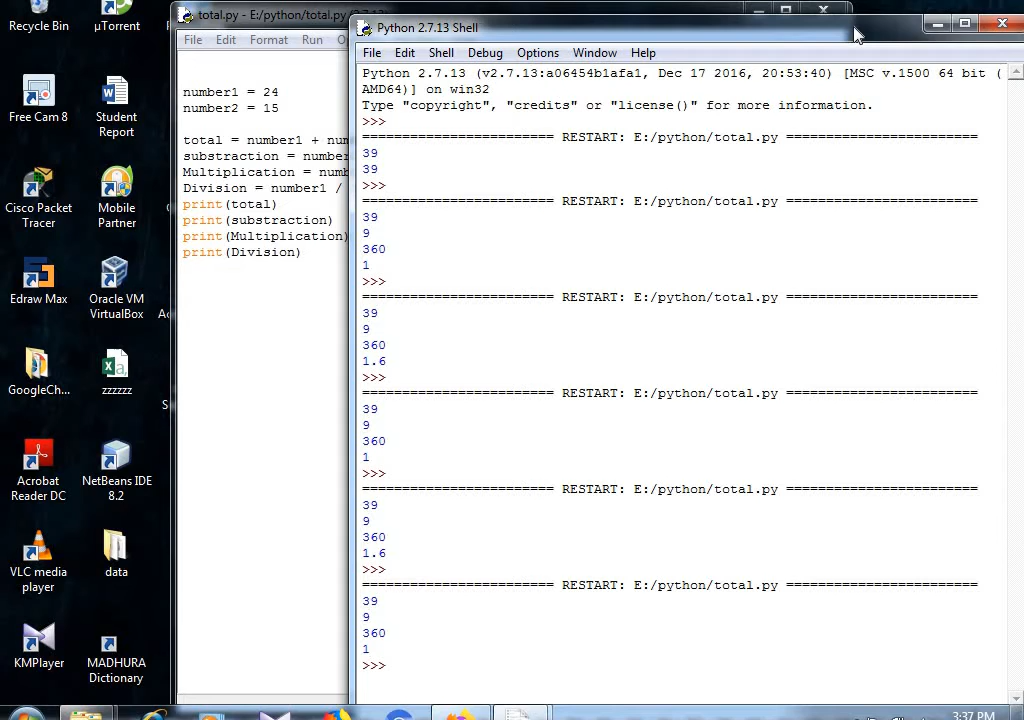 Recycle Bin
µTorrent
Free Cam 8
Student
Report
Cisco Packet
Tracer
Mobile
Partner
Edraw Max
Oracle VM
VirtualBox
GoogleCh...
zzzzzz
Acrobat
Reader DC
NetBeans IDE
8.2
VLC media
player
data
KMPlayer
MADHURA
Dictionary
total.py - E:/python/total.py
File Edit Format Run
number1 = 24
number2 = 15
total = number1 +
substraction =
Multiplication =
Division = number1 /
print(total)
print(substraction)
print(Multiplication)
print(Division)
Python 2.7.13 Shell
File Edit Shell Debug Options Window Help
Python 2.7.13 (v2.7.13:a06454b1afa1, Dec 17 2016, 20:53:40) [MSC v.1500 64 bit (
AMD64)] on win32
Type "copyright", "credits" or "license()" for more information.
>>>
======================== RESTART: E:/python/total.py ========================
39
39
>>>
======================== RESTART: E:/python/total.py ========================
39
9
360
1
>>>
======================== RESTART: E:/python/total.py ========================
39
9
360
1.6
>>>
======================== RESTART: E:/python/total.py ========================
39
9
360
1
>>>
======================== RESTART: E:/python/total.py ========================
39
9
360
1.6
>>>
======================== RESTART: E:/python/total.py ========================
39
9
360
1
>>>
3:37 PM